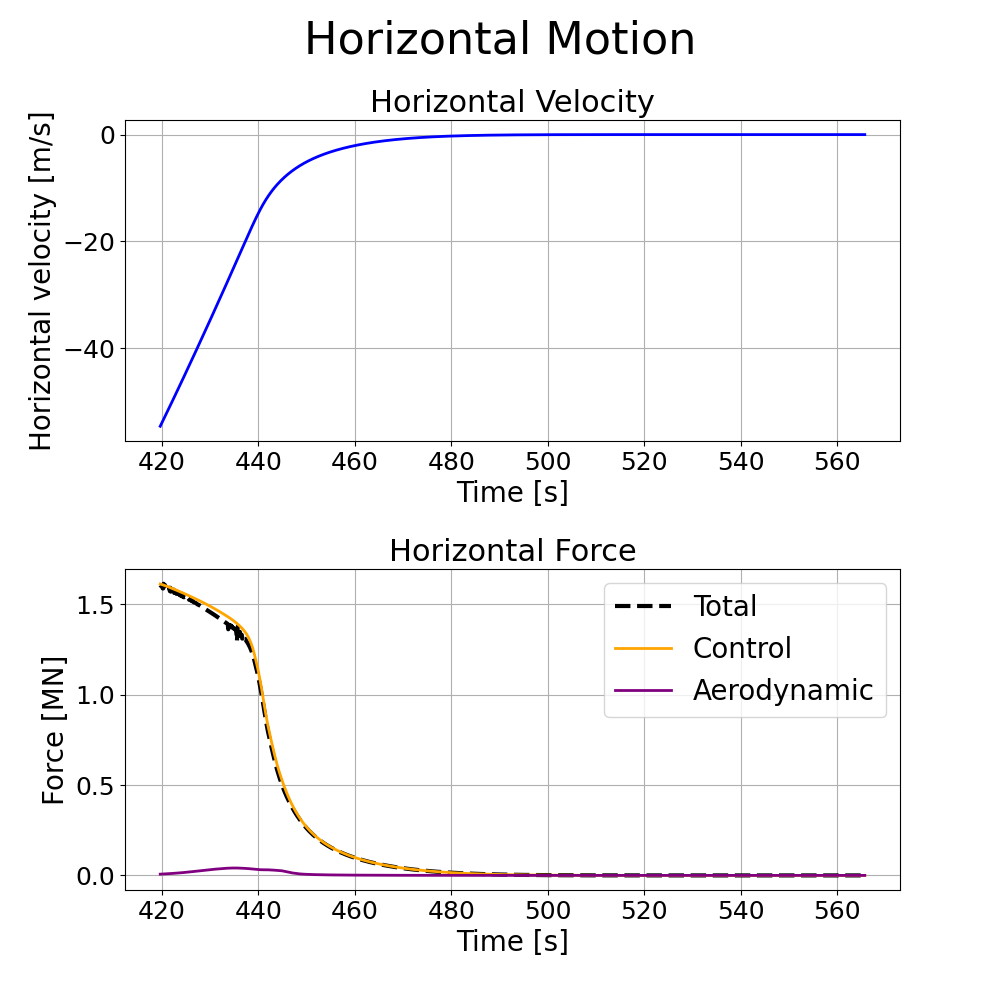 Horizontal Motion
Horizontal Velocity
Horizontal velocity [m/s]
0
−20
−40
420 440 460 480 500 520 540 560
Time [s]
Horizontal Force
Force [MN]
1.5
1.0
0.5
0.0
Total
Control
Aerodynamic
420 440 460 480 500 520 540 560
Time [s]